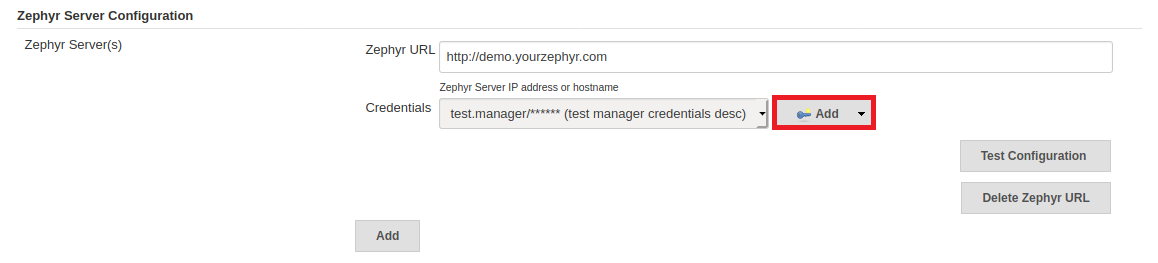 Zephyr Server Configuration
Zephyr Server(s)
Zephyr URL
http://demo.yourzephyr.com
Zephyr Server IP address or hostname
Credentials
test.manager/****** (test manager credentials desc)
Add
Test Configuration
Delete Zephyr URL
Add